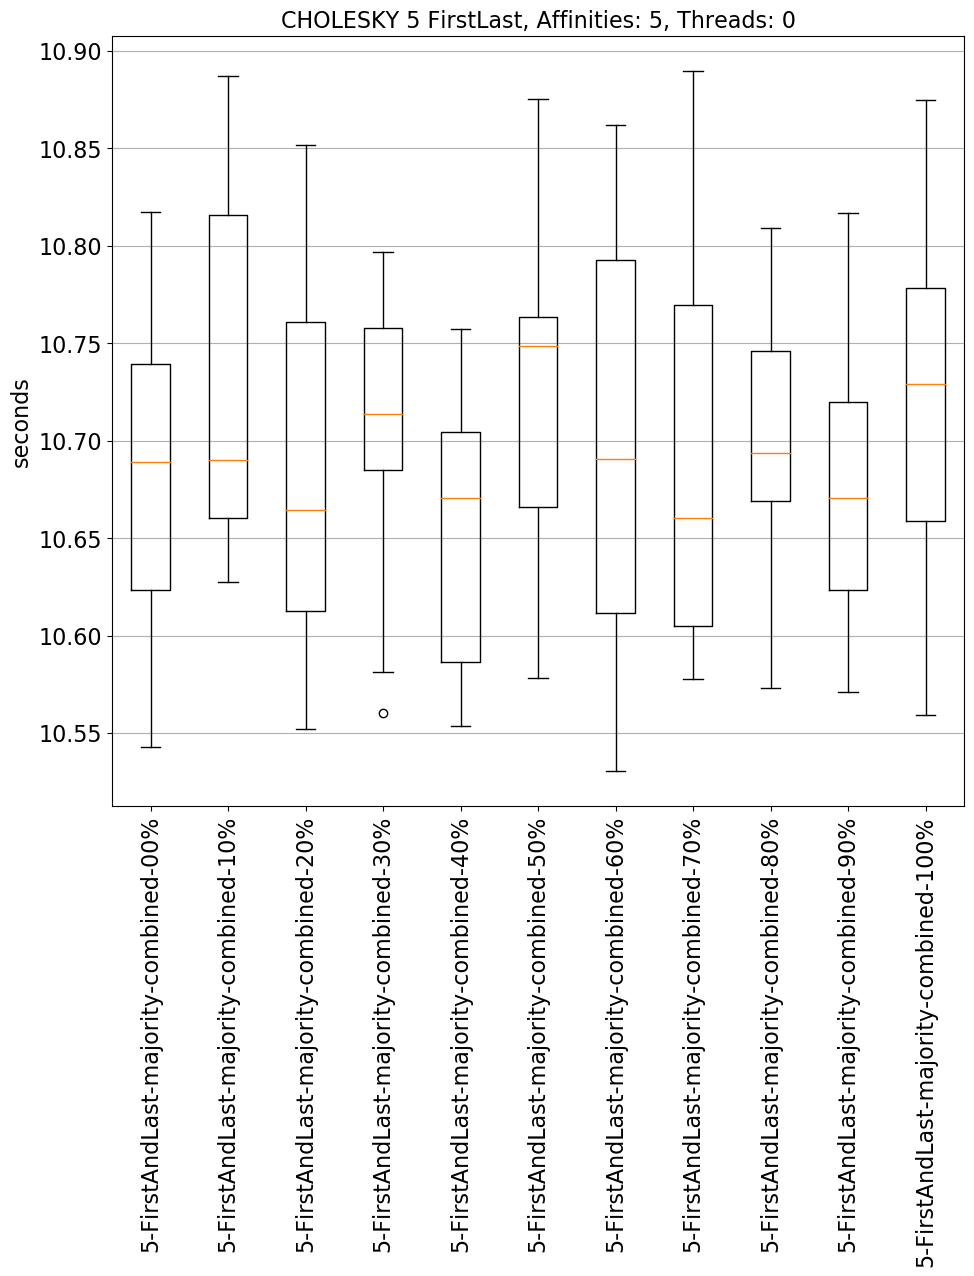 CHOLESKY 5 FirstLast, Affinities: 5, Threads: 0
10.90
10.85
10.80
10.75
10.70
10.65
10.60
10.55
seconds
5-FirstAndLast-majority-combined-00%
5-FirstAndLast-majority-combined-10%
5-FirstAndLast-majority-combined-20%
5-FirstAndLast-majority-combined-30%
5-FirstAndLast-majority-combined-40%
5-FirstAndLast-majority-combined-50%
5-FirstAndLast-majority-combined-60%
5-FirstAndLast-majority-combined-70%
5-FirstAndLast-majority-combined-80%
5-FirstAndLast-majority-combined-90%
5-FirstAndLast-majority-combined-100%